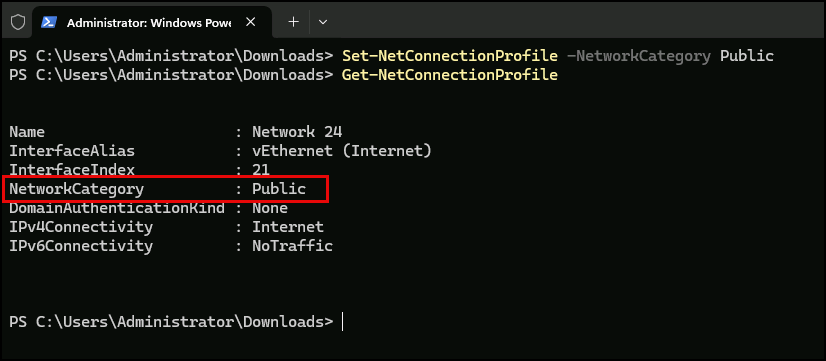 Administrator: Windows Powe
PS C:\Users\Administrator\Downloads> Set-NetConnectionProfile -NetworkCategory Public
PS C:\Users\Administrator\Downloads> Get-NetConnectionProfile
Name : Network 24
InterfaceAlias : vEthernet (Internet)
InterfaceIndex : 21
NetworkCategory : Public
DomainAuthenticationKind : None
IPv4Connectivity : Internet
IPv6Connectivity : NoTraffic
PS C:\Users\Administrator\Downloads>